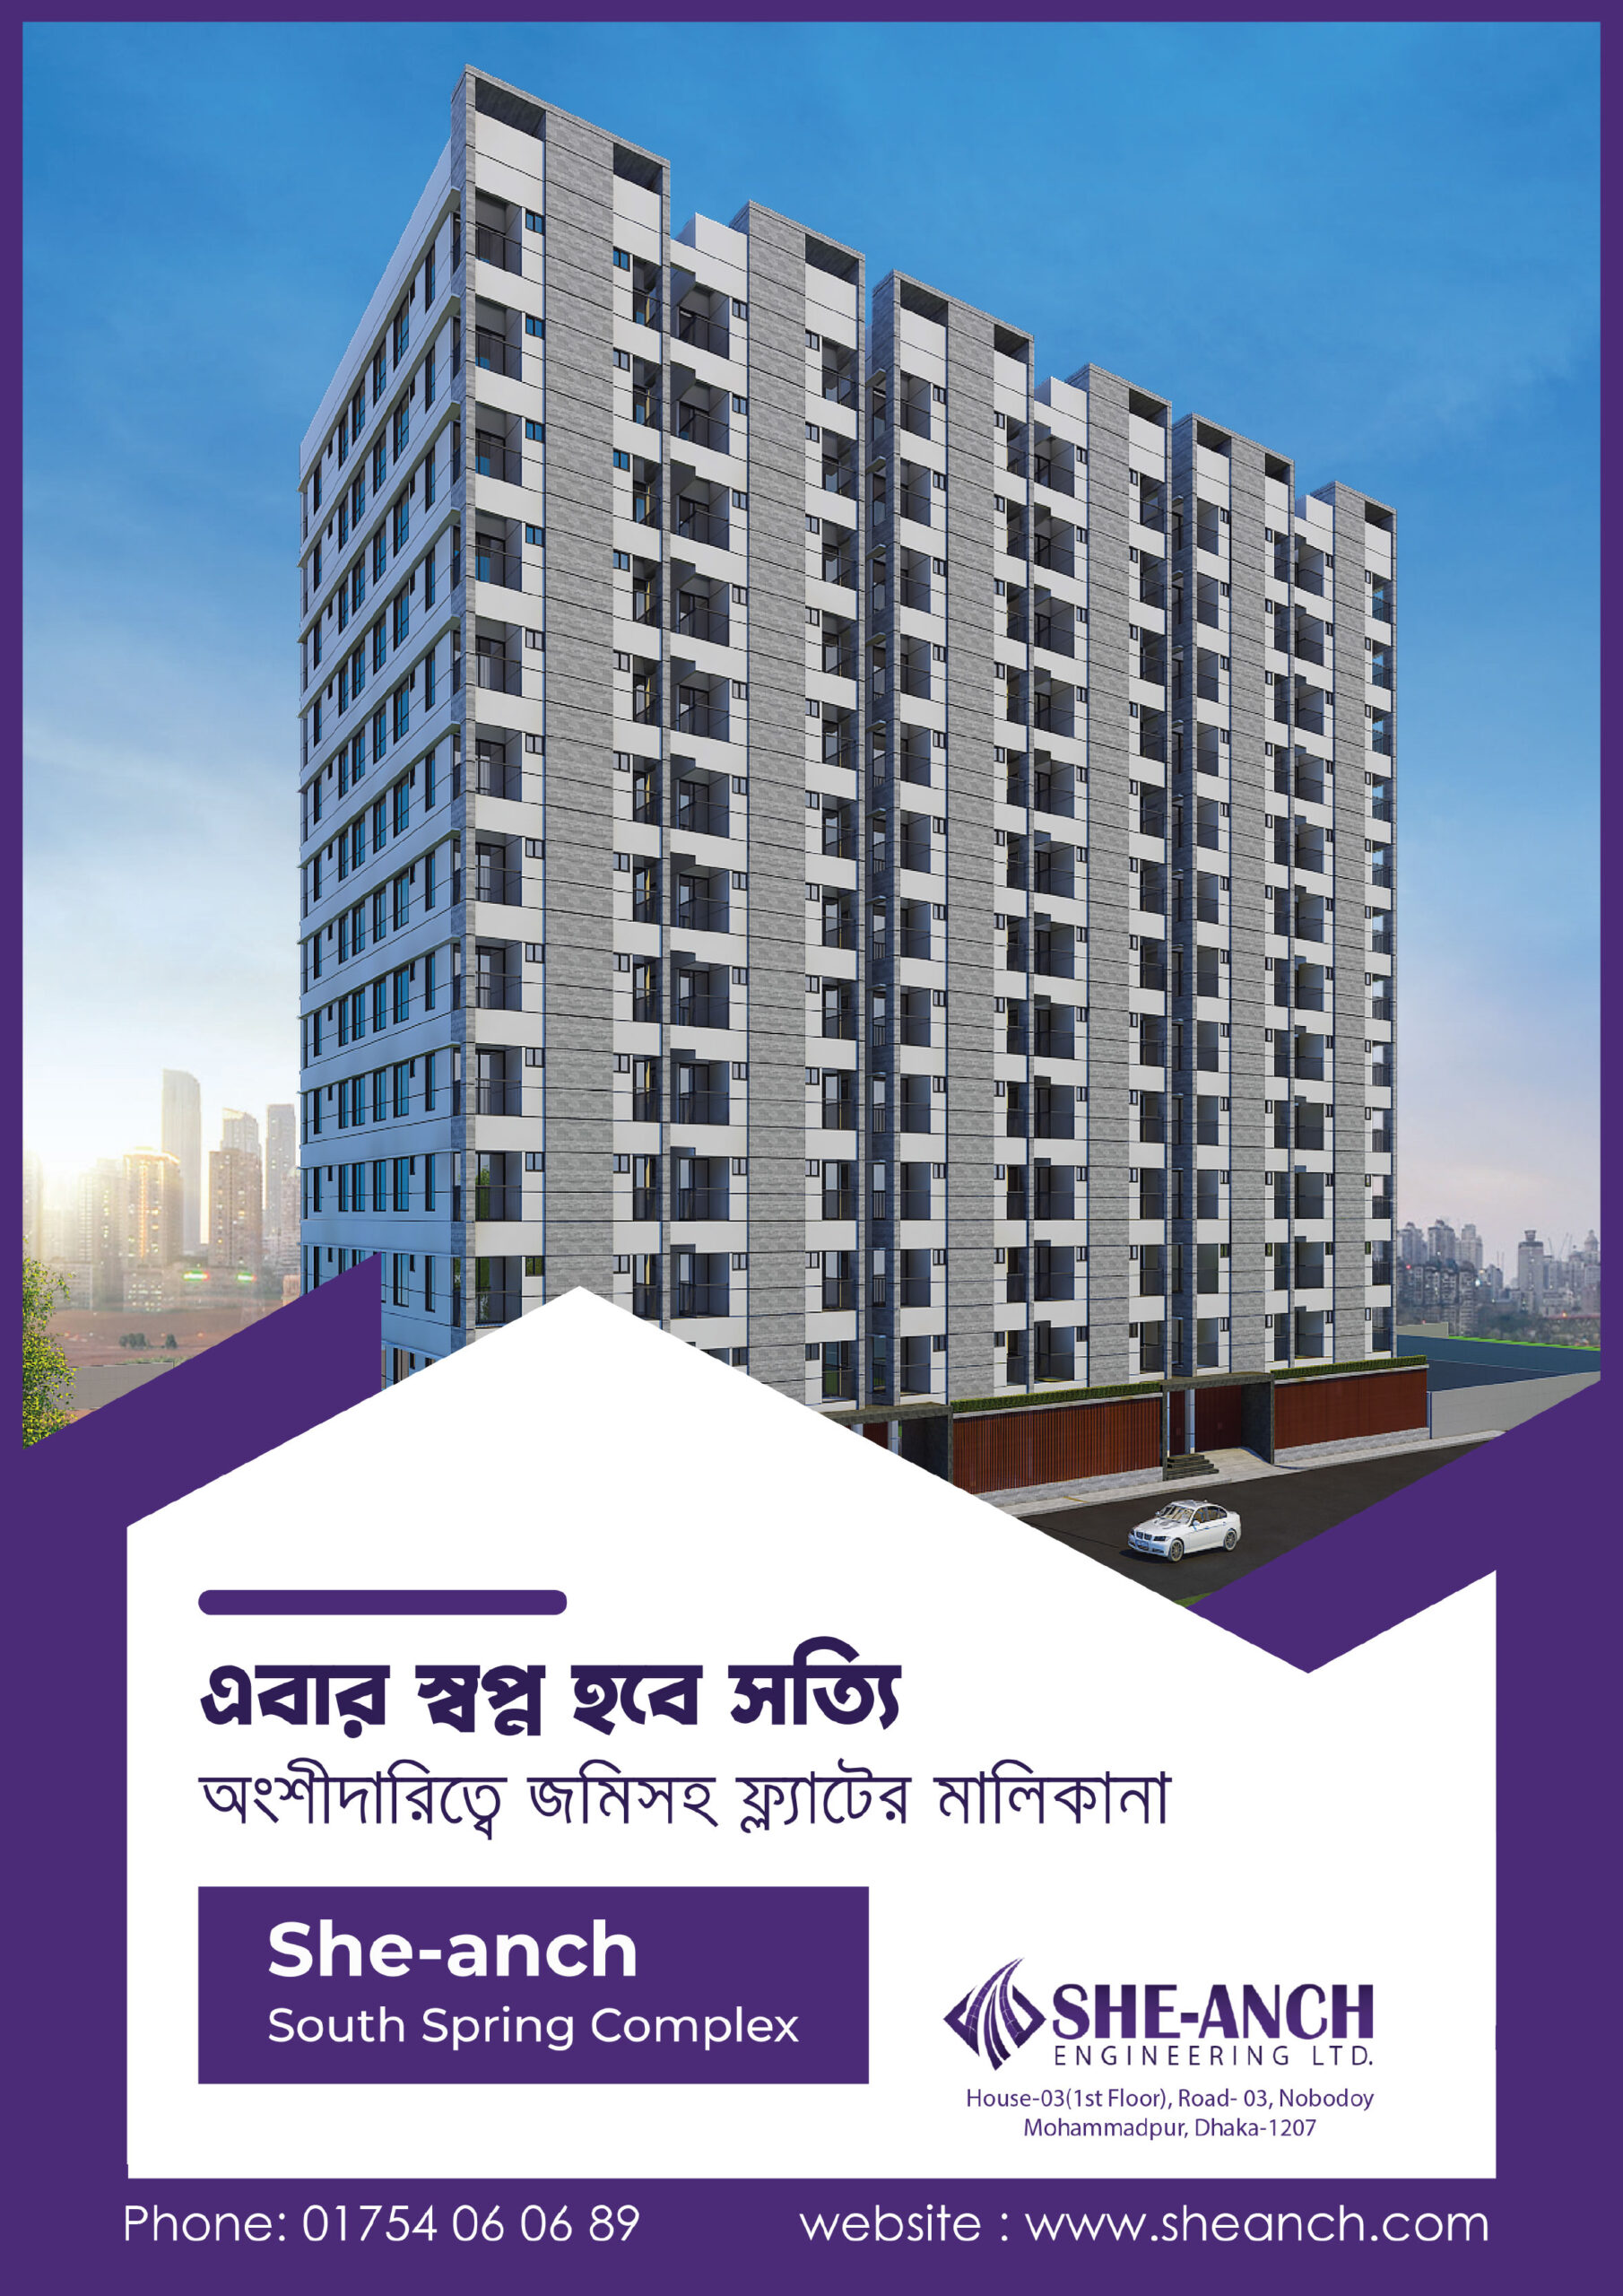 এবার স্বপ্ন হবে সত্যি
অংশীদারিত্বে জমিসহ ফ্ল্যাটের মালিকানা
She-anch
South Spring Complex
SHE-ANCH
ENGINEERING LTD.
House-03(1st Floor), Road- 03, Nobodoy
Mohammadpur, Dhaka-1207
Phone: 01754 06 06 89
website : www.sheanch.com